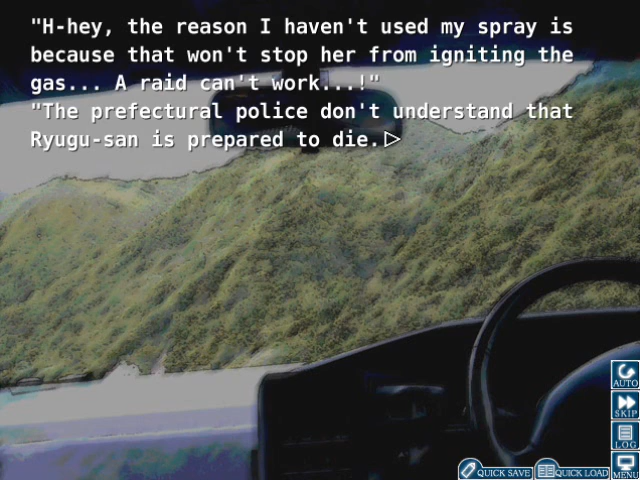 "H-hey, the reason I haven't used my spray is
because that won't stop her from igniting the
gas... A raid can't work...!"
"The prefectural police don't understand that
Ryugu-san is prepared to die.
AUTO
SKIP
LOG
MENU
QUICK SAVE
QUICK LOAD